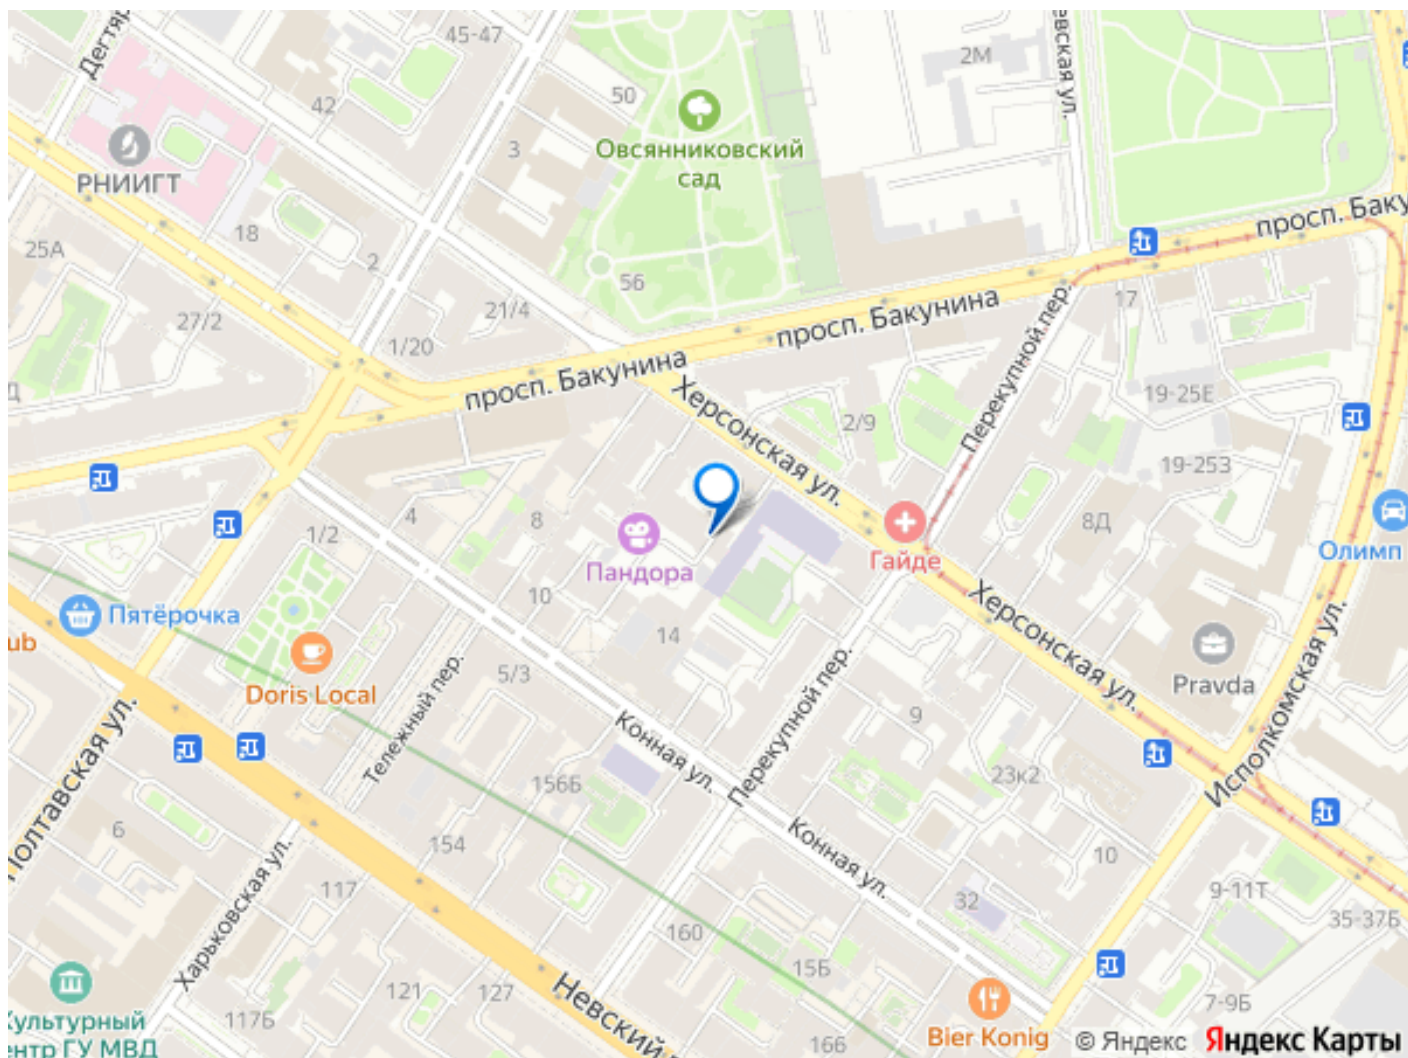 Дегтяр
45-47
42
50
3
2М
евская ул.
РНИИГТ
Овсянниковский
сад
просп. Баку
25А
18
2
56
21/4
27/2
1/20
17
просп. Бакунина
просп. Бакунина
Херсонская ул.
Перекупной пер.
2/9
19-25Е
19-253
1/2
4
8
Пандора
Гайде
8Д
Олимп
Пятёрочка
ub
10
14
Doris Local
5/3
Тележный пер.
Херсонская ул.
Pravda
Исполкомская ул.
Перекупной пер.
9
23к2
Полтавская ул.
Конная ул.
156Б
6
154
117
Харьковская ул.
Конная ул.
10
32
9-11Т
35-37Б
160
15Б
121
127
117Б
Невский
7-9Б
Культурный
ентр ГУ МВД
166
Bier Konig
© Яндекс Яндекс Карты